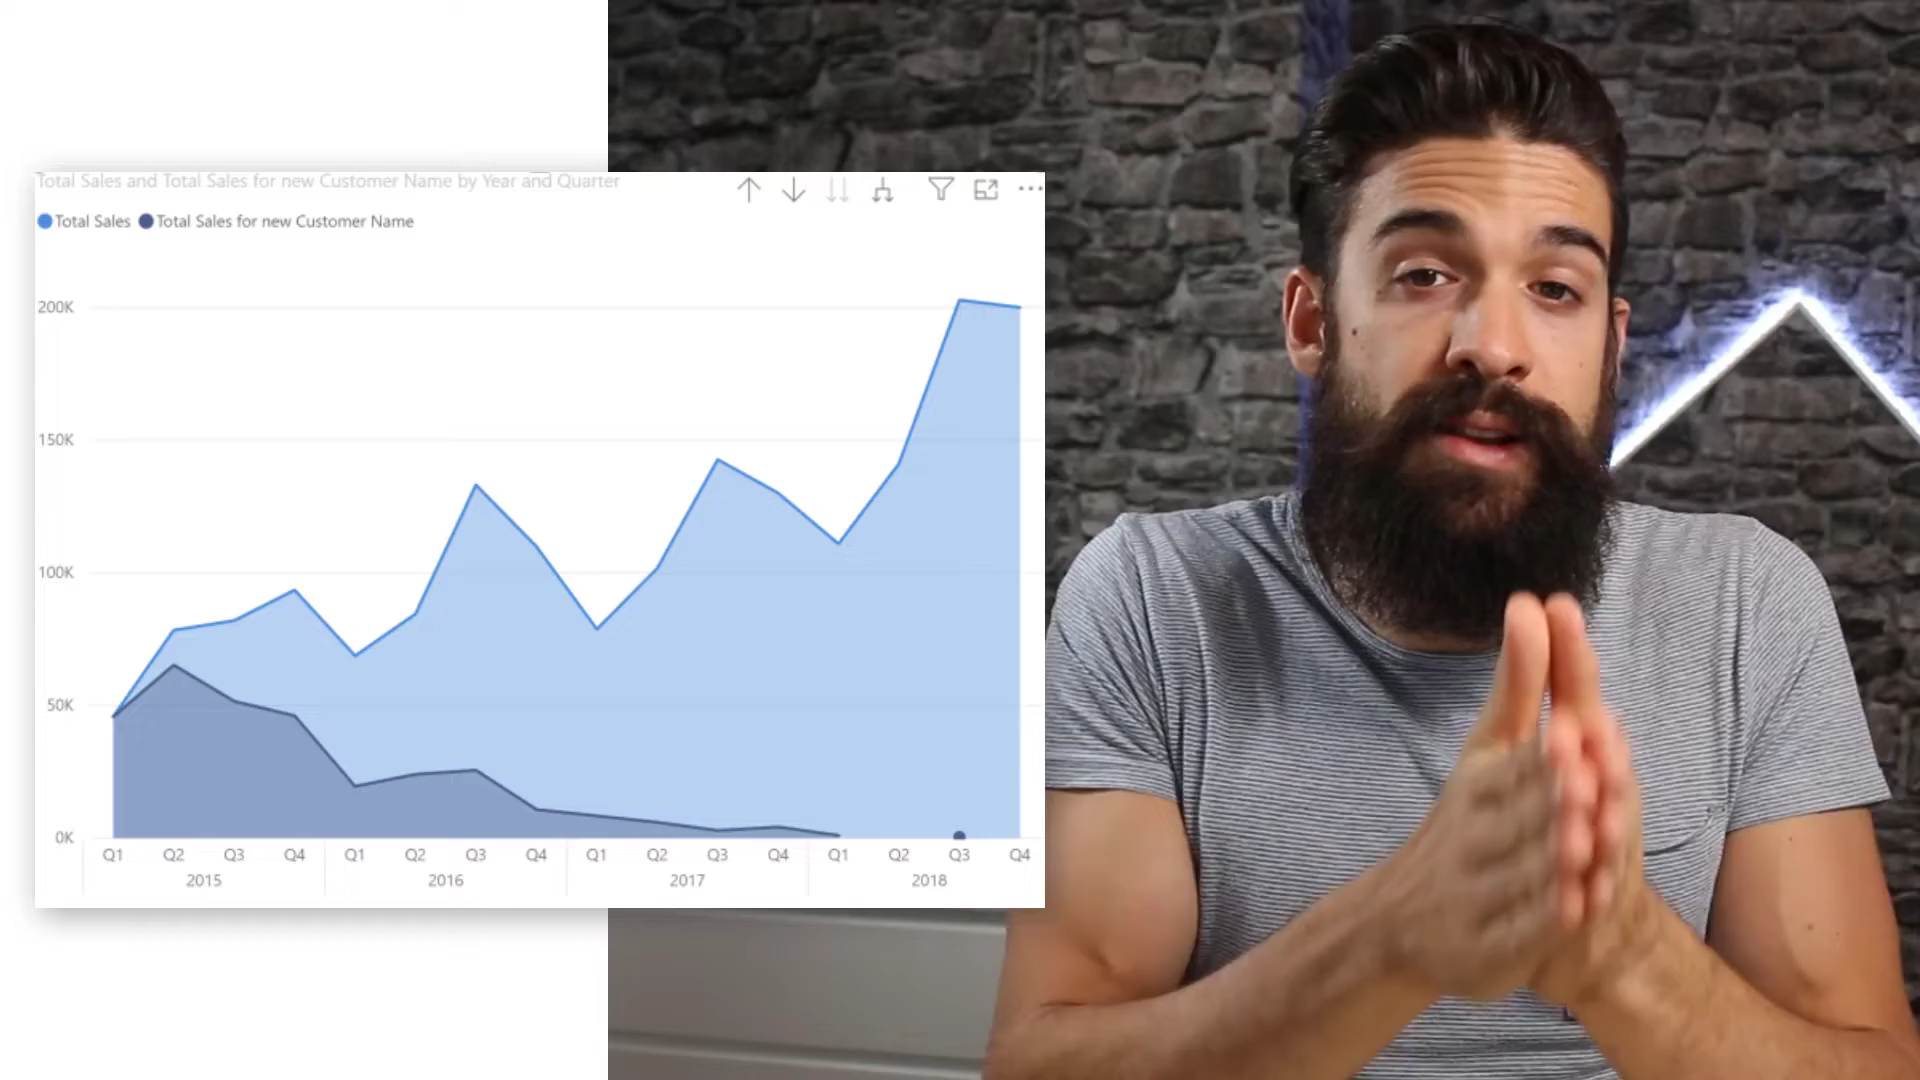 Total Sales and Total Sales for new Customer Name by Year and Quarter
Total Sales Total Sales for new Customer Name
200K
150K
100K
50K
0K
Q1 Q2 Q3 Q4 Q1 Q2 Q3 Q4 Q1 Q2 Q3 Q4 Q1 Q2 Q3 Q4
2015 2016 2017 2018